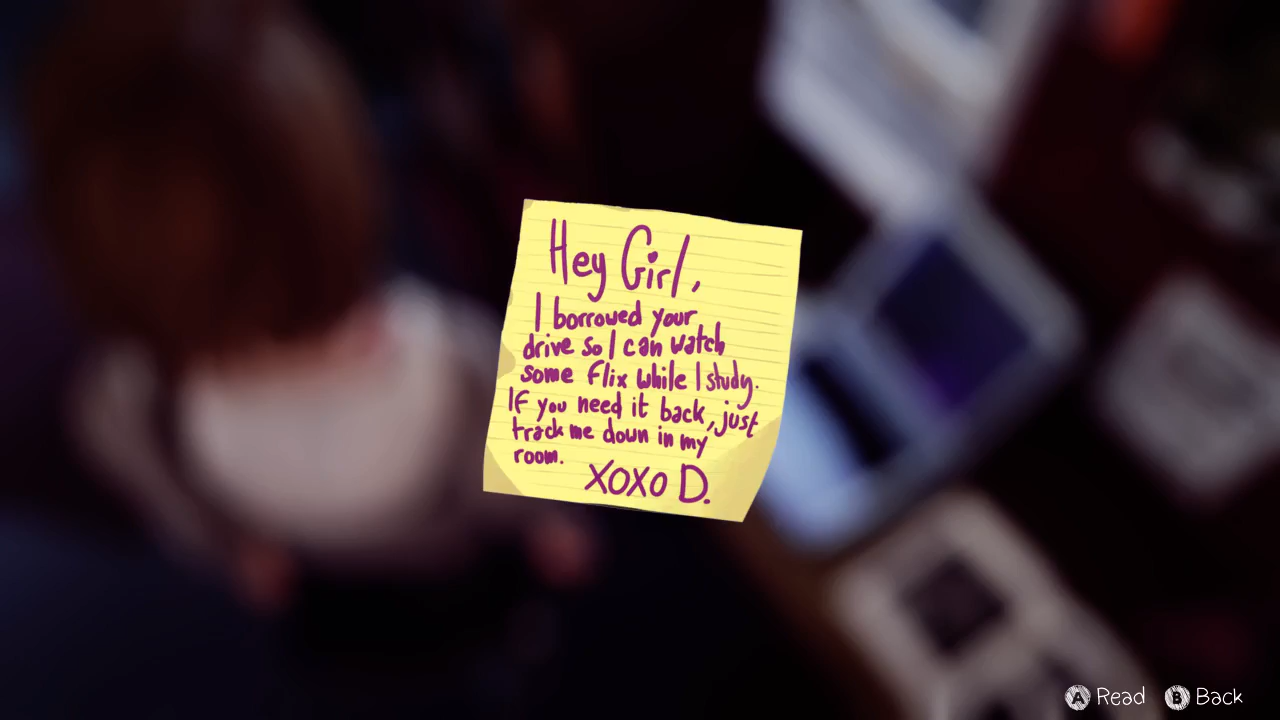 Hey Girl,
I borrowed your
drive so I can watch
some flix while I study.
If you need it back, just
track me down in my
room.
XOXO D.
A Read B Back